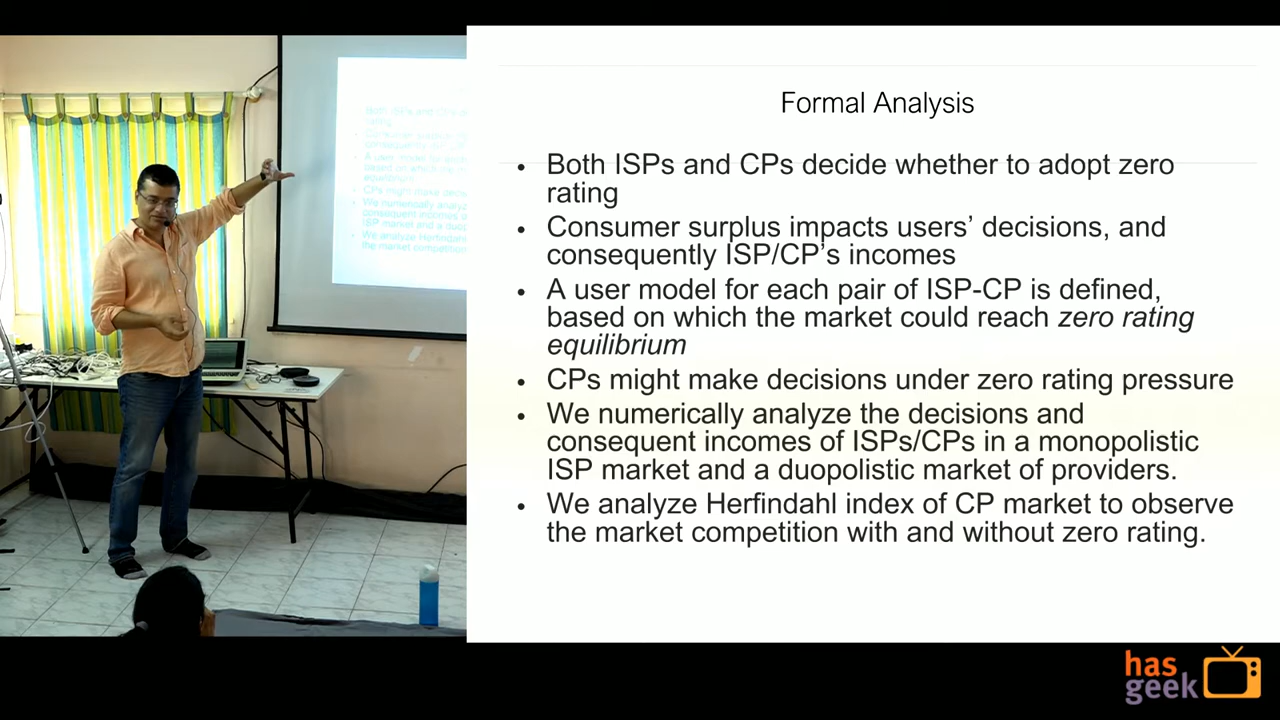 Formal Analysis
• Both ISPs and CPs decide whether to adopt zero
rating
• Consumer surplus impacts users’ decisions, and
consequently ISP/CP’s incomes
• A user model for each pair of ISP-CP is defined,
based on which the market could reach zero rating
equilibrium
• CPs might make decisions under zero rating pressure
• We numerically analyze the decisions and
consequent incomes of ISPs/CPs in a monopolistic
ISP market and a duopolistic market of providers.
• We analyze Herfindahl index of CP market to observe
the market competition with and without zero rating.
has
geek